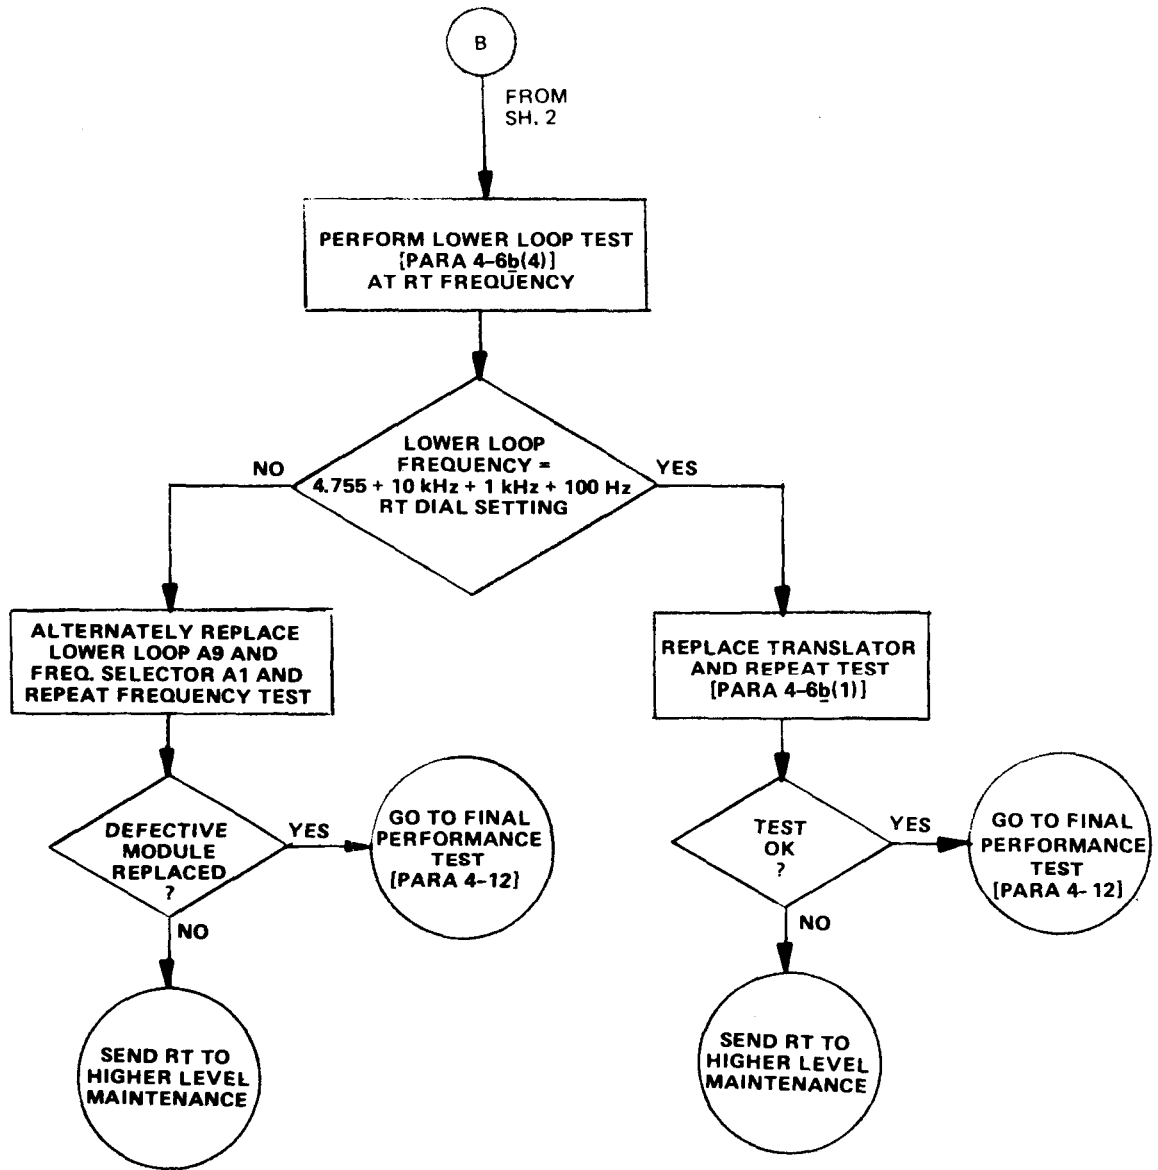 B
FROM
SH. 2
PERFORM LOWER LOOP TEST
[PARA 4-6b(4)]
AT RT FREQUENCY
LOWER LOOP
FREQUENCY =
4.755 + 10 kHz + 1 kHz + 100 Hz
RT DIAL SETTING
NO
YES
ALTERNATELY REPLACE
LOWER LOOP A9 AND
FREQ. SELECTOR A1 AND
REPEAT FREQUENCY TEST
REPLACE TRANSLATOR
AND REPEAT TEST
[PARA 4-6b(1)]
DEFECTIVE
MODULE
REPLACED
?
YES
GO TO FINAL
PERFORMANCE
TEST
[PARA 4-12]
TEST
OK
?
YES
GO TO FINAL
PERFORMANCE
TEST
[PARA 4-12]
NO
NO
SEND RT TO
HIGHER LEVEL
MAINTENANCE
SEND RT TO
HIGHER LEVEL
MAINTENANCE